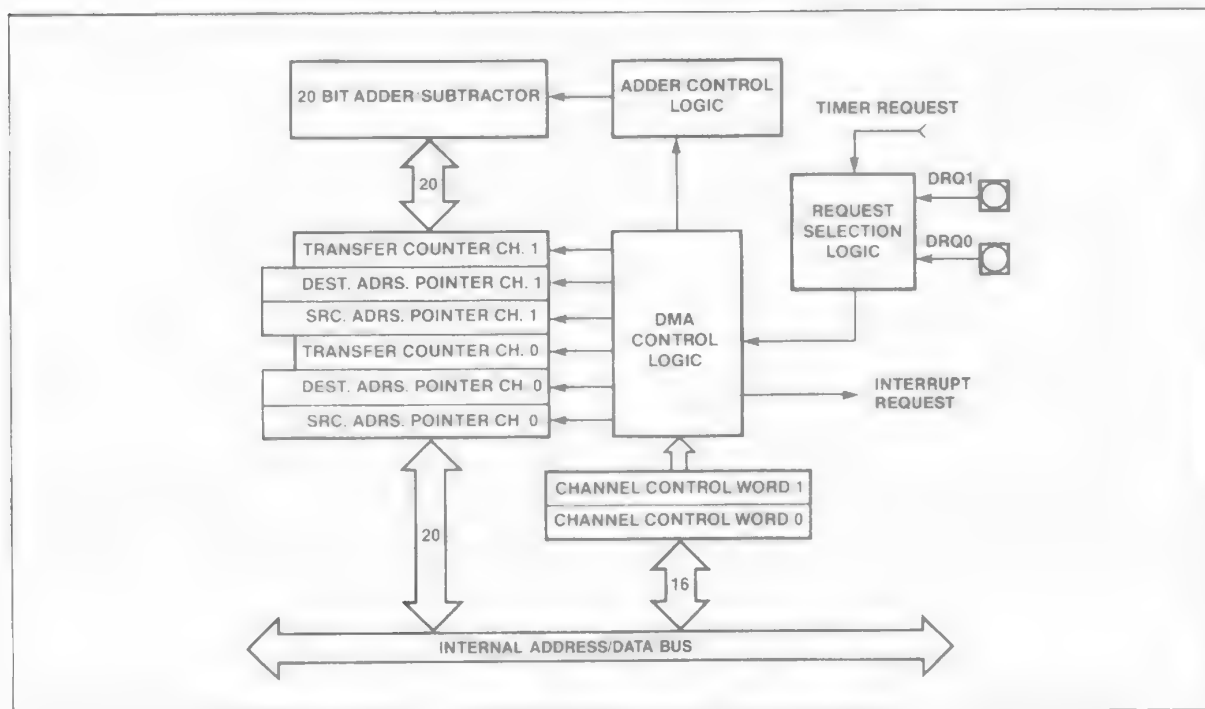 20 BIT ADDER SUBTRACTOR
ADDER CONTROL
LOGIC
TIMER REQUEST
20
REQUEST
SELECTION
LOGIC
DRQ1
DRQ0
TRANSFER COUNTER CH. 1
DEST. ADRS. POINTER CH. 1
SRC. ADRS. POINTER CH. 1
TRANSFER COUNTER CH. 0
DEST. ADRS. POINTER CH. 0
SRC. ADRS. POINTER CH 0
DMA
CONTROL
LOGIC
INTERRUPT
REQUEST
CHANNEL CONTROL WORD 1
CHANNEL CONTROL WORD 0
20
16
INTERNAL ADDRESS/DATA BUS